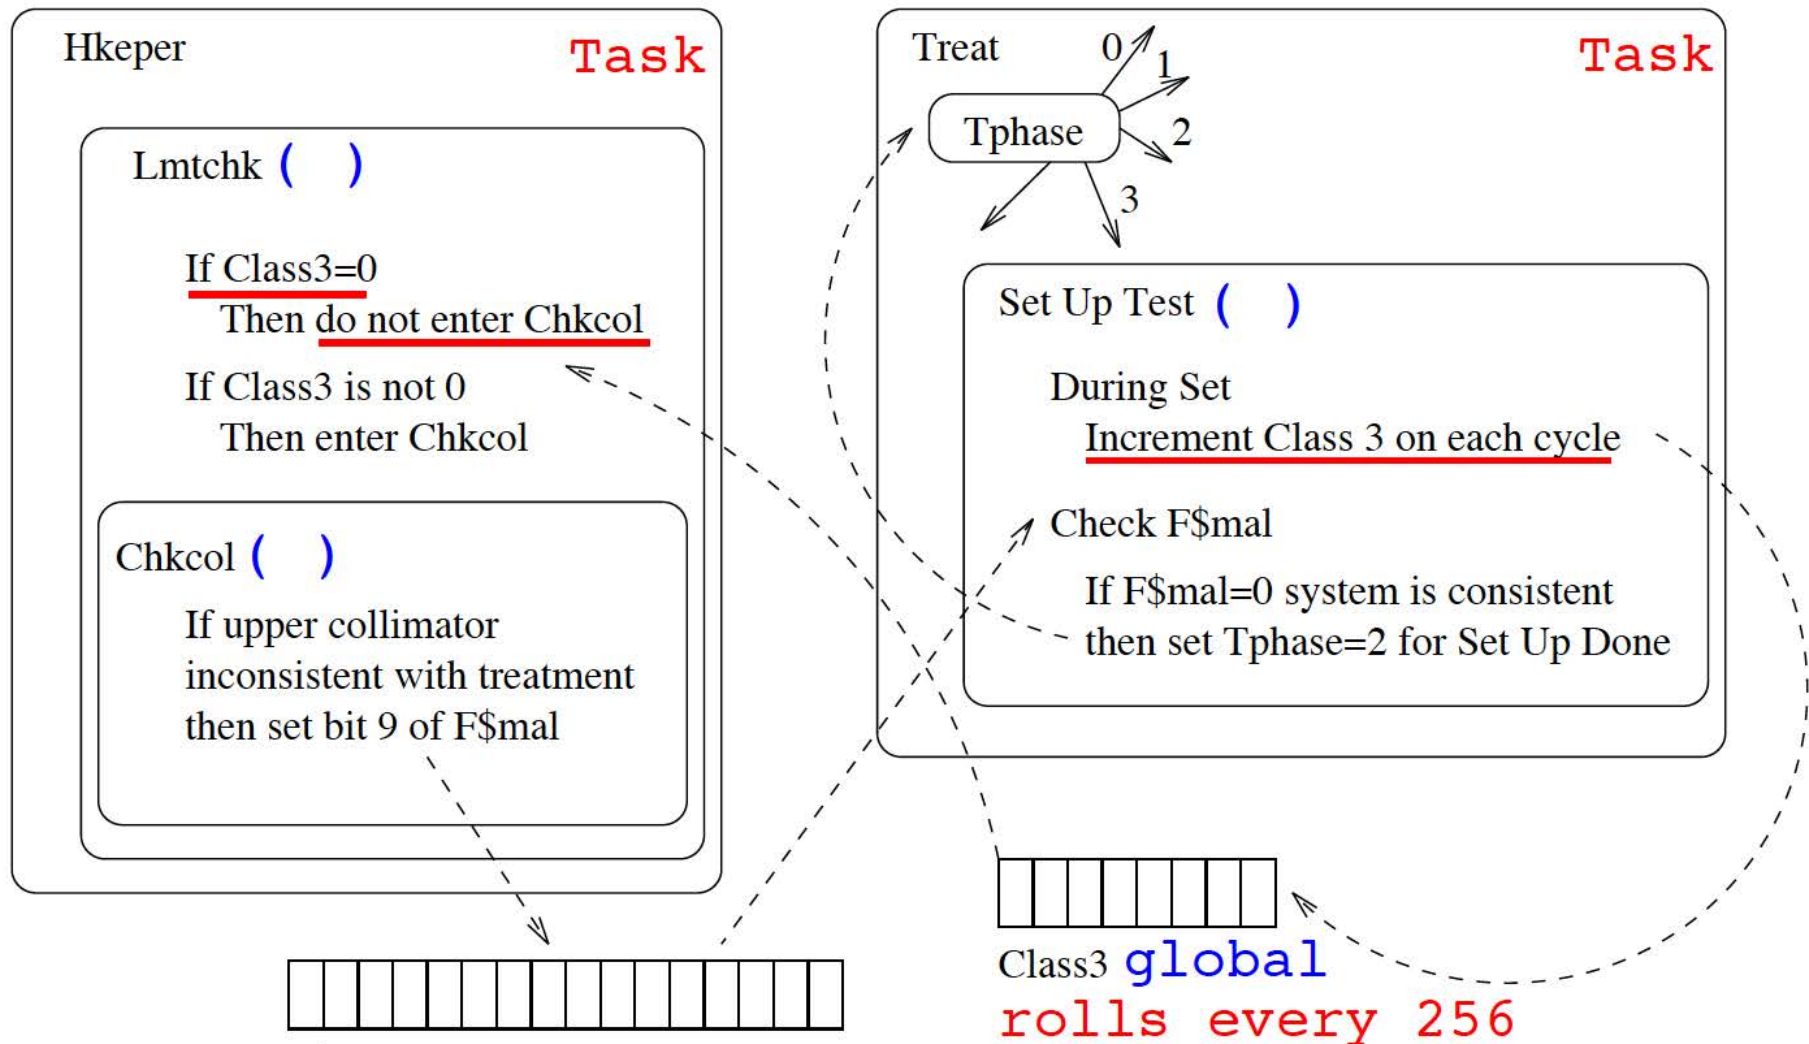 Hkeper Task
Lmtchk ( )
If Class3=0
Then do not enter Chkcol
If Class3 is not 0
Then enter Chkcol
Chkcol ( )
If upper collimator
inconsistent with treatment
then set bit 9 of F$mal
Treat Task
0
1
Tphase
2
3
Set Up Test ( )
During Set
Increment Class 3 on each cycle
Check F$mal
If F$mal=0 system is consistent
then set Tphase=2 for Set Up Done
Class3 global
rolls every 256